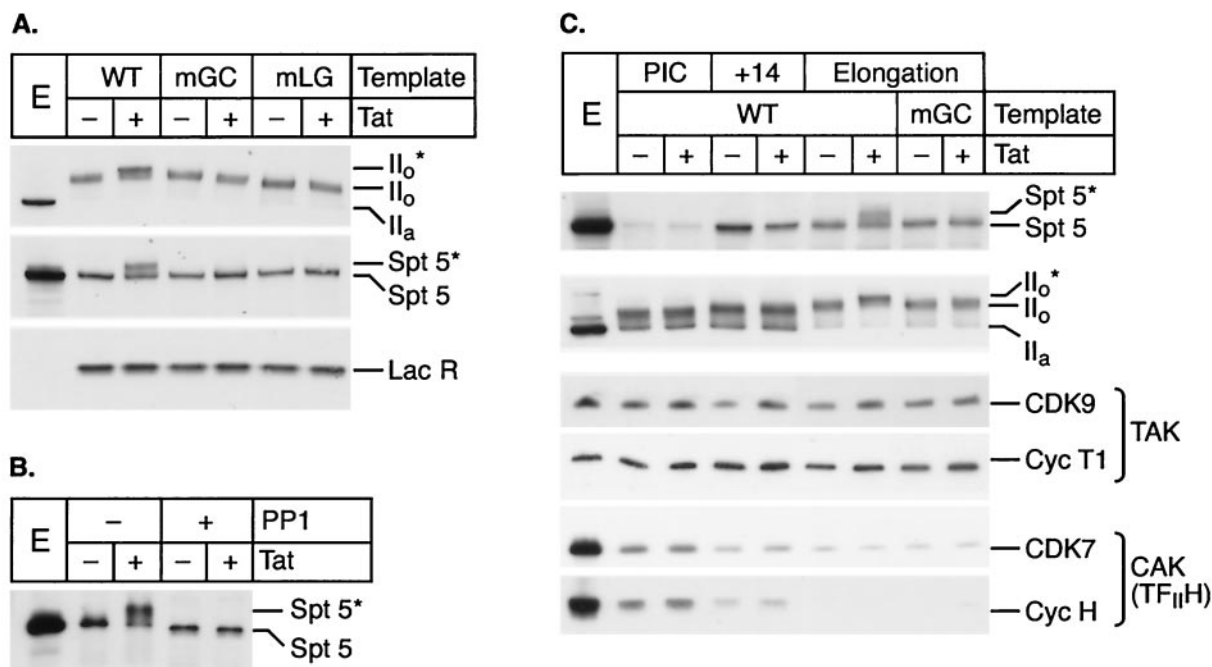 A.
E WT mGC mLG Template
− + − + − + Tat
IIo*
IIo
IIa
Spt 5*
Spt 5
Lac R
B.
E − + PP1
− + − + Tat
Spt 5*
Spt 5
C.
E PIC +14 Elongation
WT mGC Template
− + − + − + − + Tat
Spt 5*
Spt 5
IIo*
IIo
IIa
CDK9
Cyc T1
TAK
CDK7
Cyc H
CAK
(TFIIH)